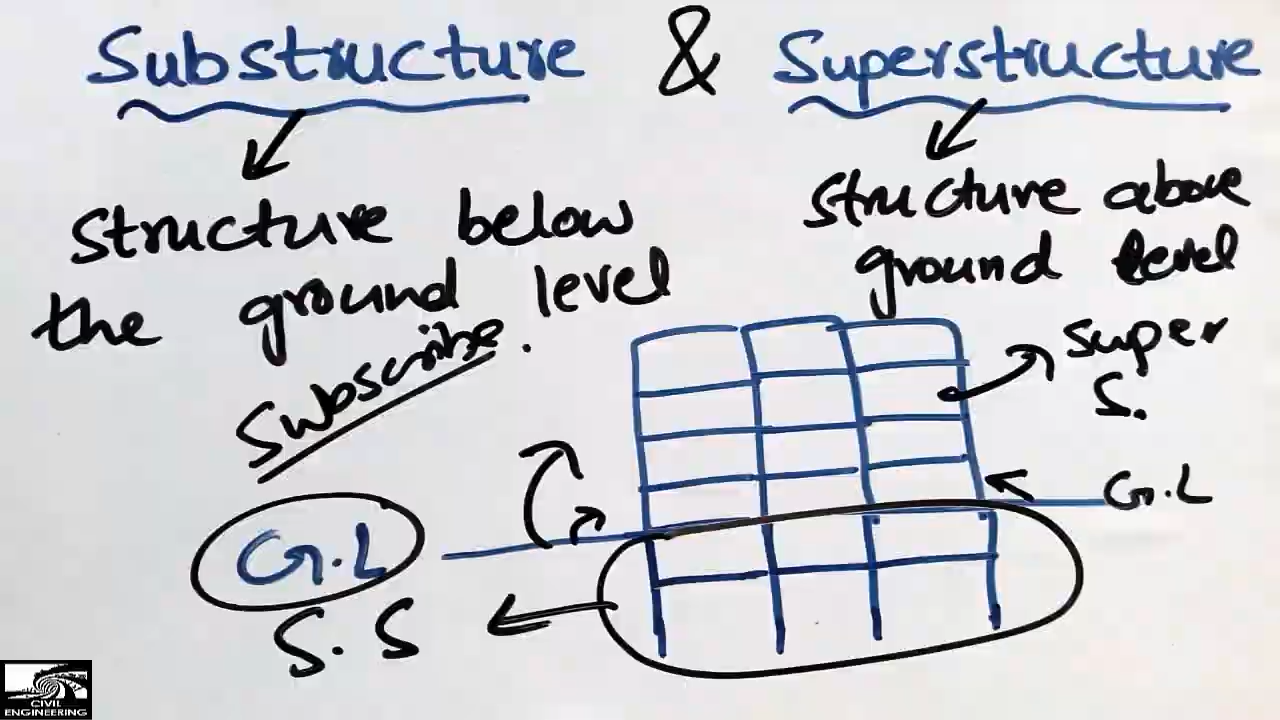 Substructure & Superstructure
Structure below
the ground level
Structure above
ground level
Subscribe.
Super
S.
G.L
G.L
S.S
CIVIL
ENGINEERING